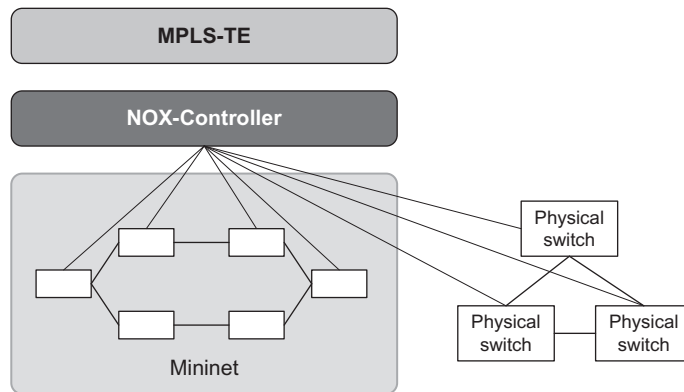 MPLS-TE
NOX-Controller
Physical
switch
Physical
switch
Physical
switch
Mininet